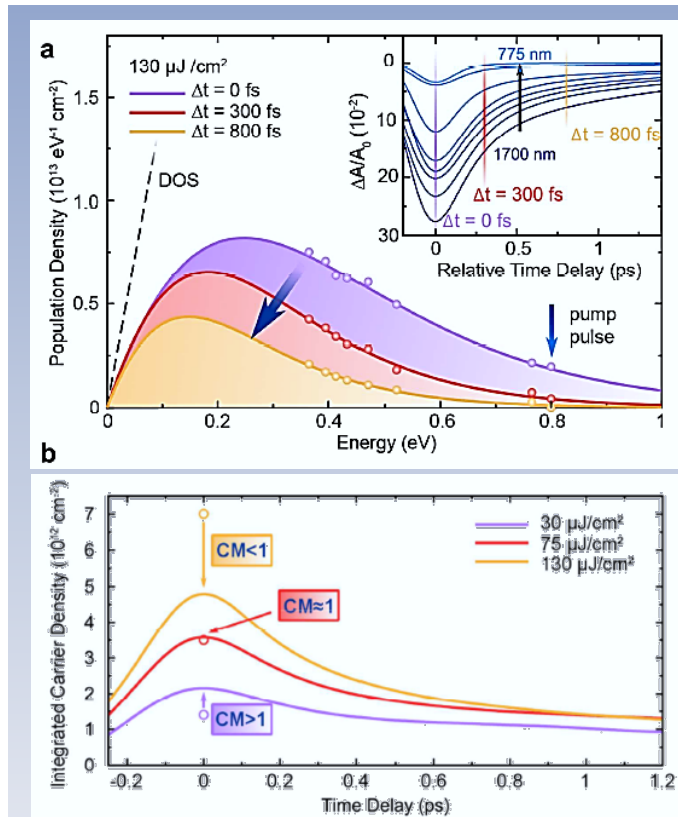 a
130 μJ /cm²
Δt = 0 fs
Δt = 300 fs
Δt = 800 fs
DOS
Population Density (10¹³ eV⁻¹ cm⁻²)
1.5
1.0
0.5
0
0
0.2
0.4
0.6
0.8
1
Energy (eV)
pump
pulse
ΔA/A₀ (10⁻²)
0
10
20
30
775 nm
1700 nm
Δt = 800 fs
Δt = 300 fs
Δt = 0 fs
0
0.5
1
Relative Time Delay (ps)
b
Integrated Carrier Density (10¹² cm⁻²)
7
6
5
4
3
2
1
0
30 μJ/cm²
75 μJ/cm²
130 μJ/cm²
CM<1
CM≈1
CM>1
-0.2
0
0.2
0.4
0.6
0.8
1.0
1.2
Time Delay (ps)